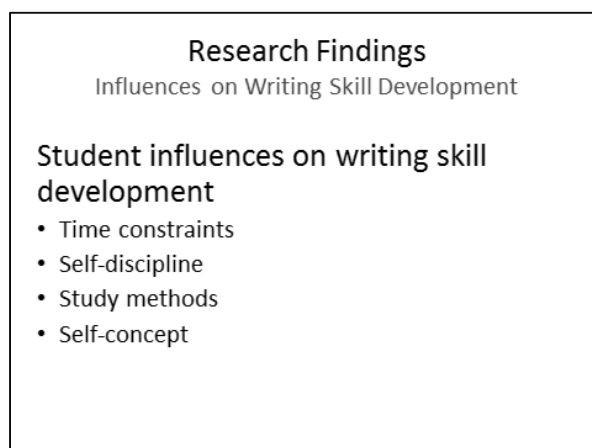 Research Findings
Influences on Writing Skill Development
Student influences on writing skill
development
• Time constraints
• Self-discipline
• Study methods
• Self-concept